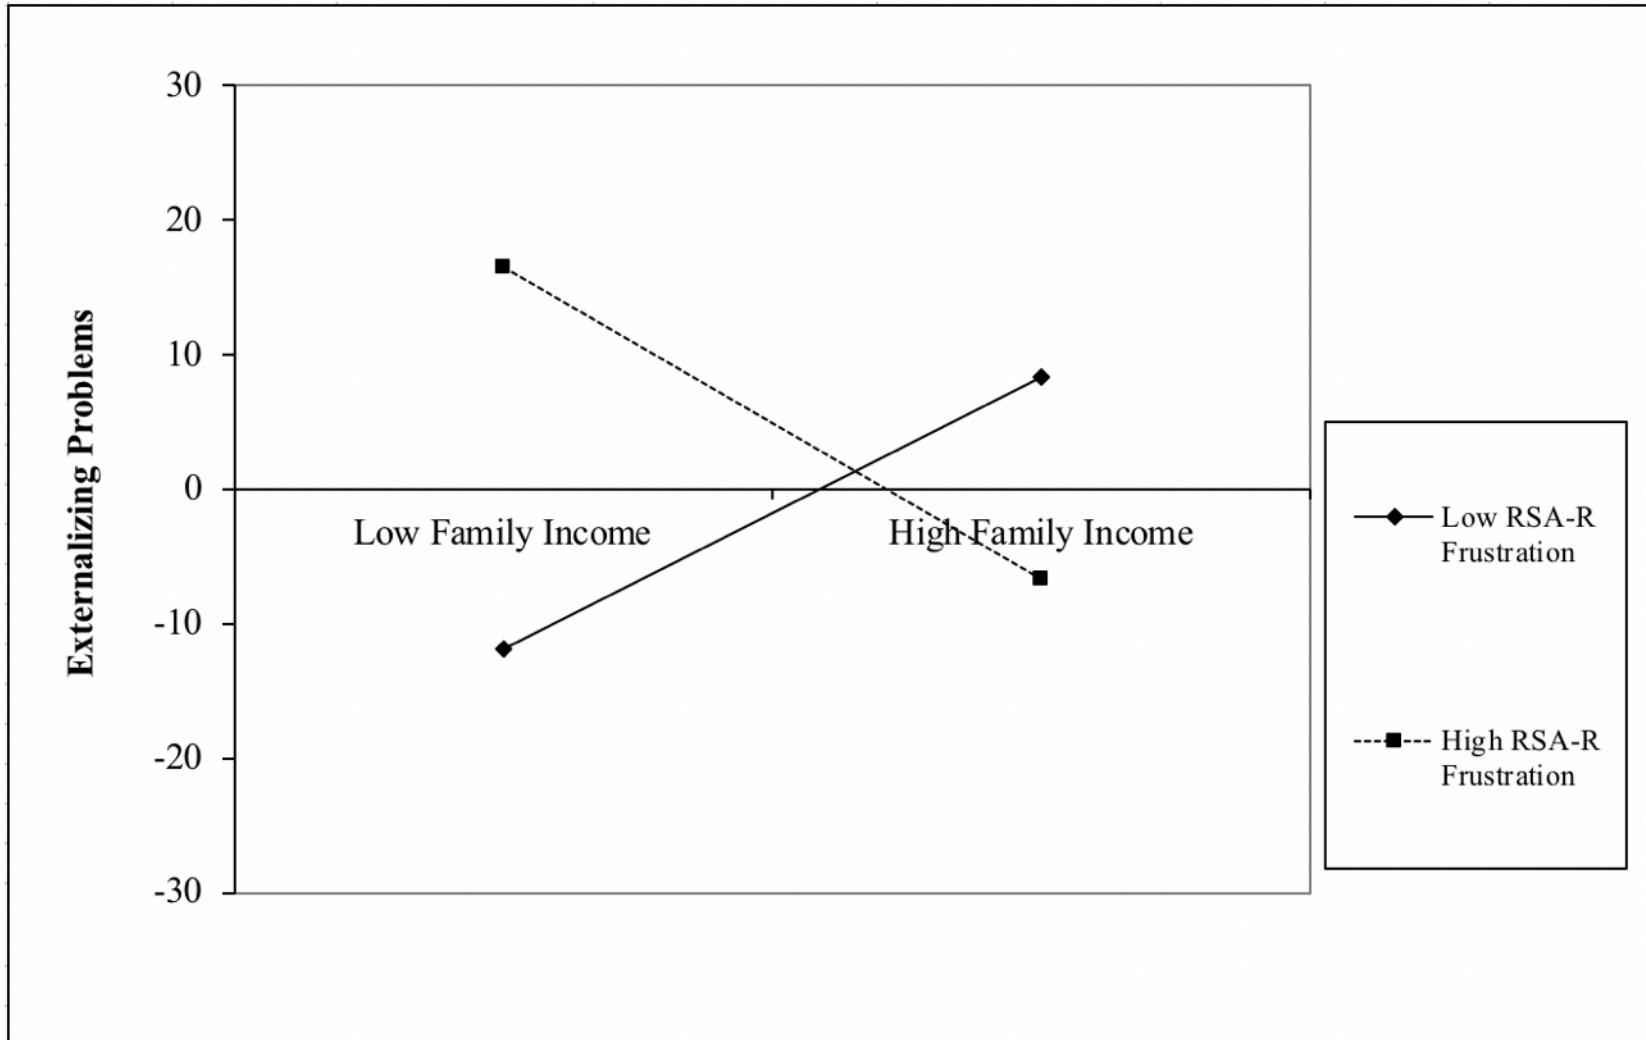 30
20
10
0
-10
-20
-30
Externalizing Problems
Low Family Income
High Family Income
Low RSA-R
Frustration
High RSA-R
Frustration